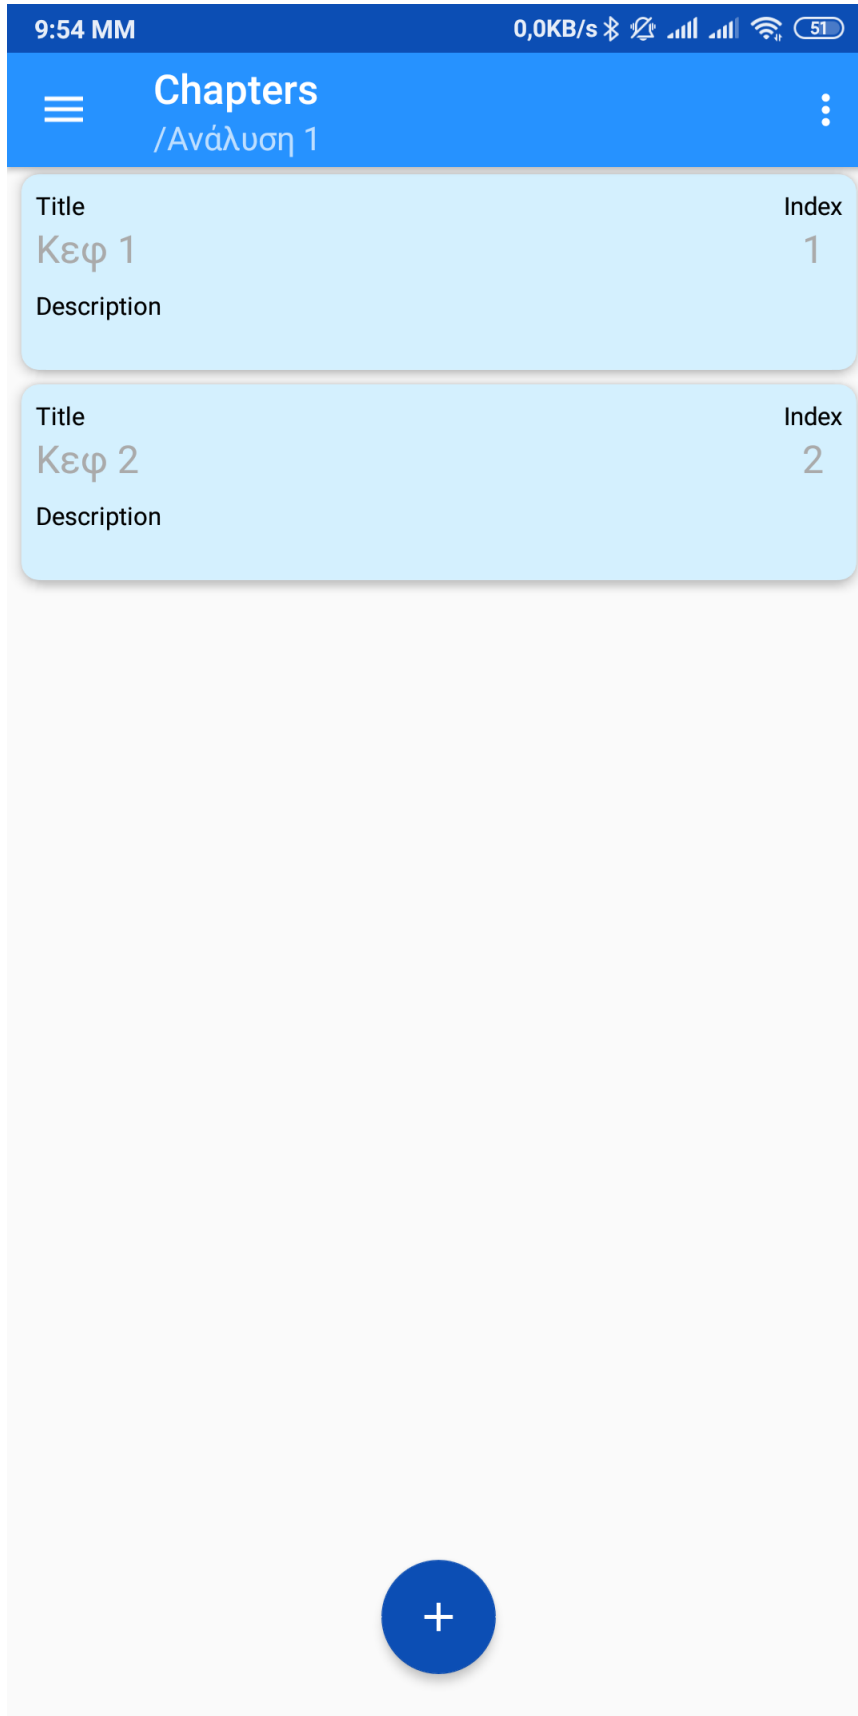 9:54 ΜΜ 0,0KB/s 51
Chapters
/Ανάλυση 1
Title Index
Κεφ 1 1
Description
Title Index
Κεφ 2 2
Description